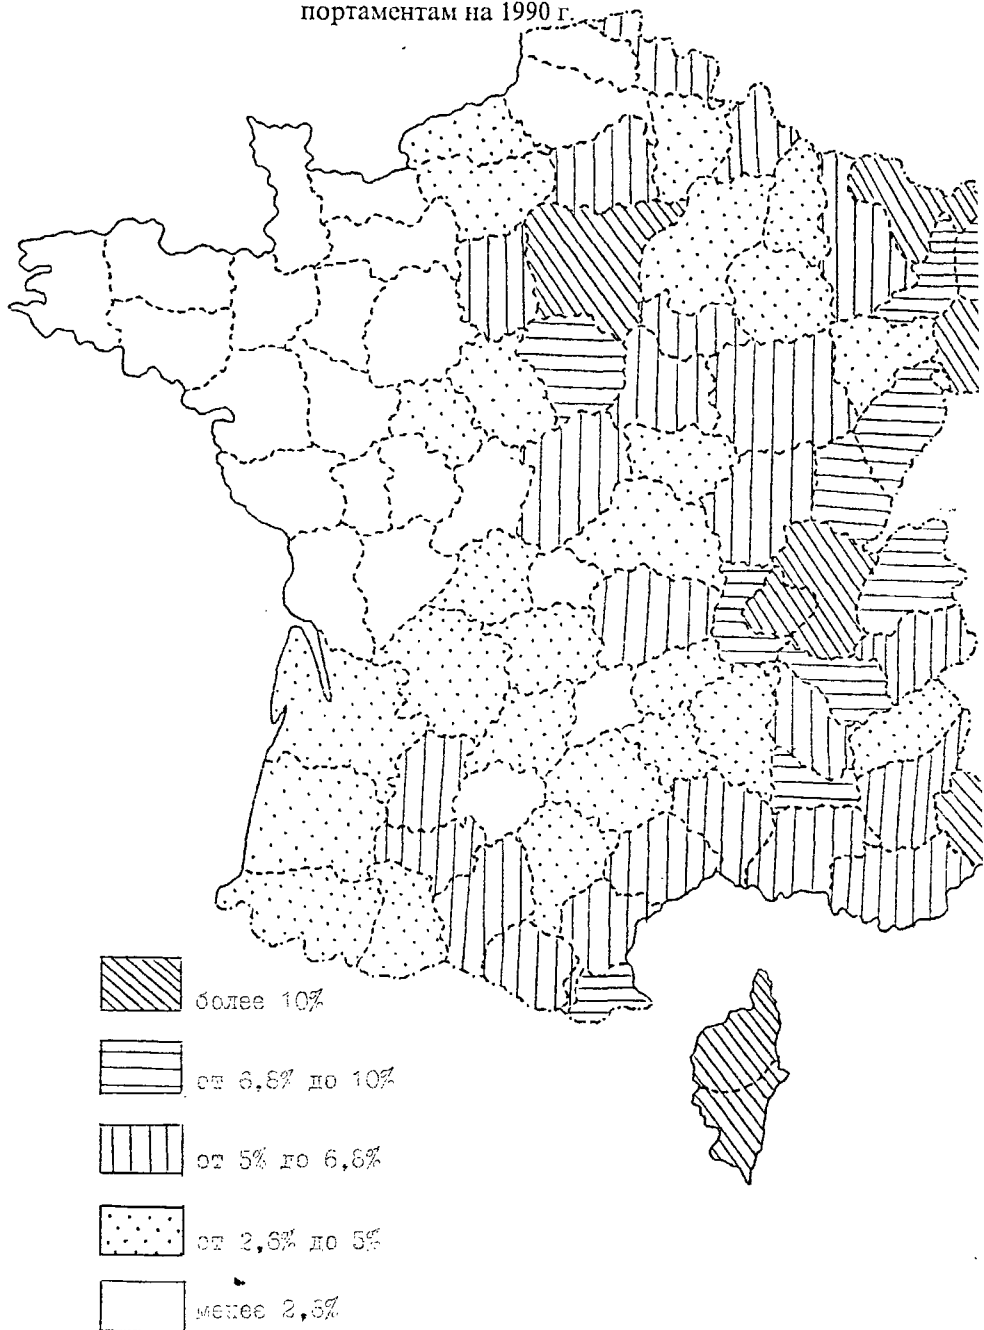 портаментам на 1990 г.
более 10%
от 6,8% до 10%
от 5% до 6,8%
от 2,6% до 5%
менее 2,6%